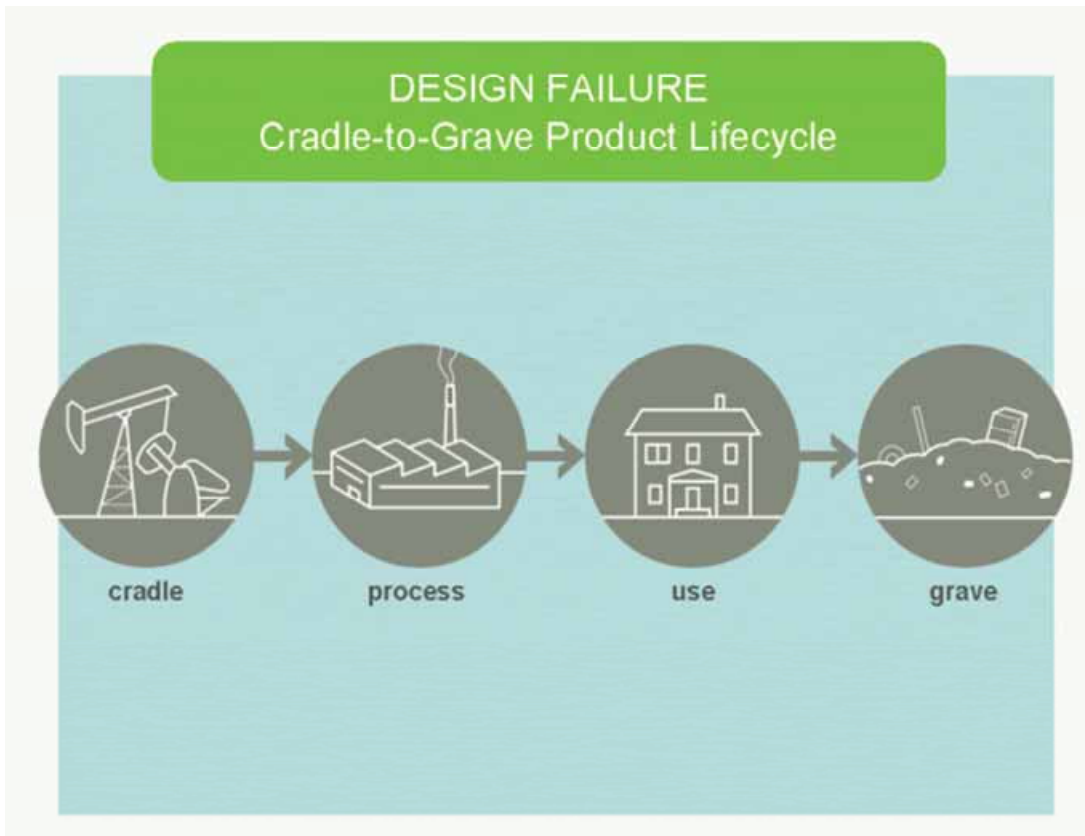 DESIGN FAILURE
Cradle-to-Grave Product Lifecycle
cradle
process
use
grave